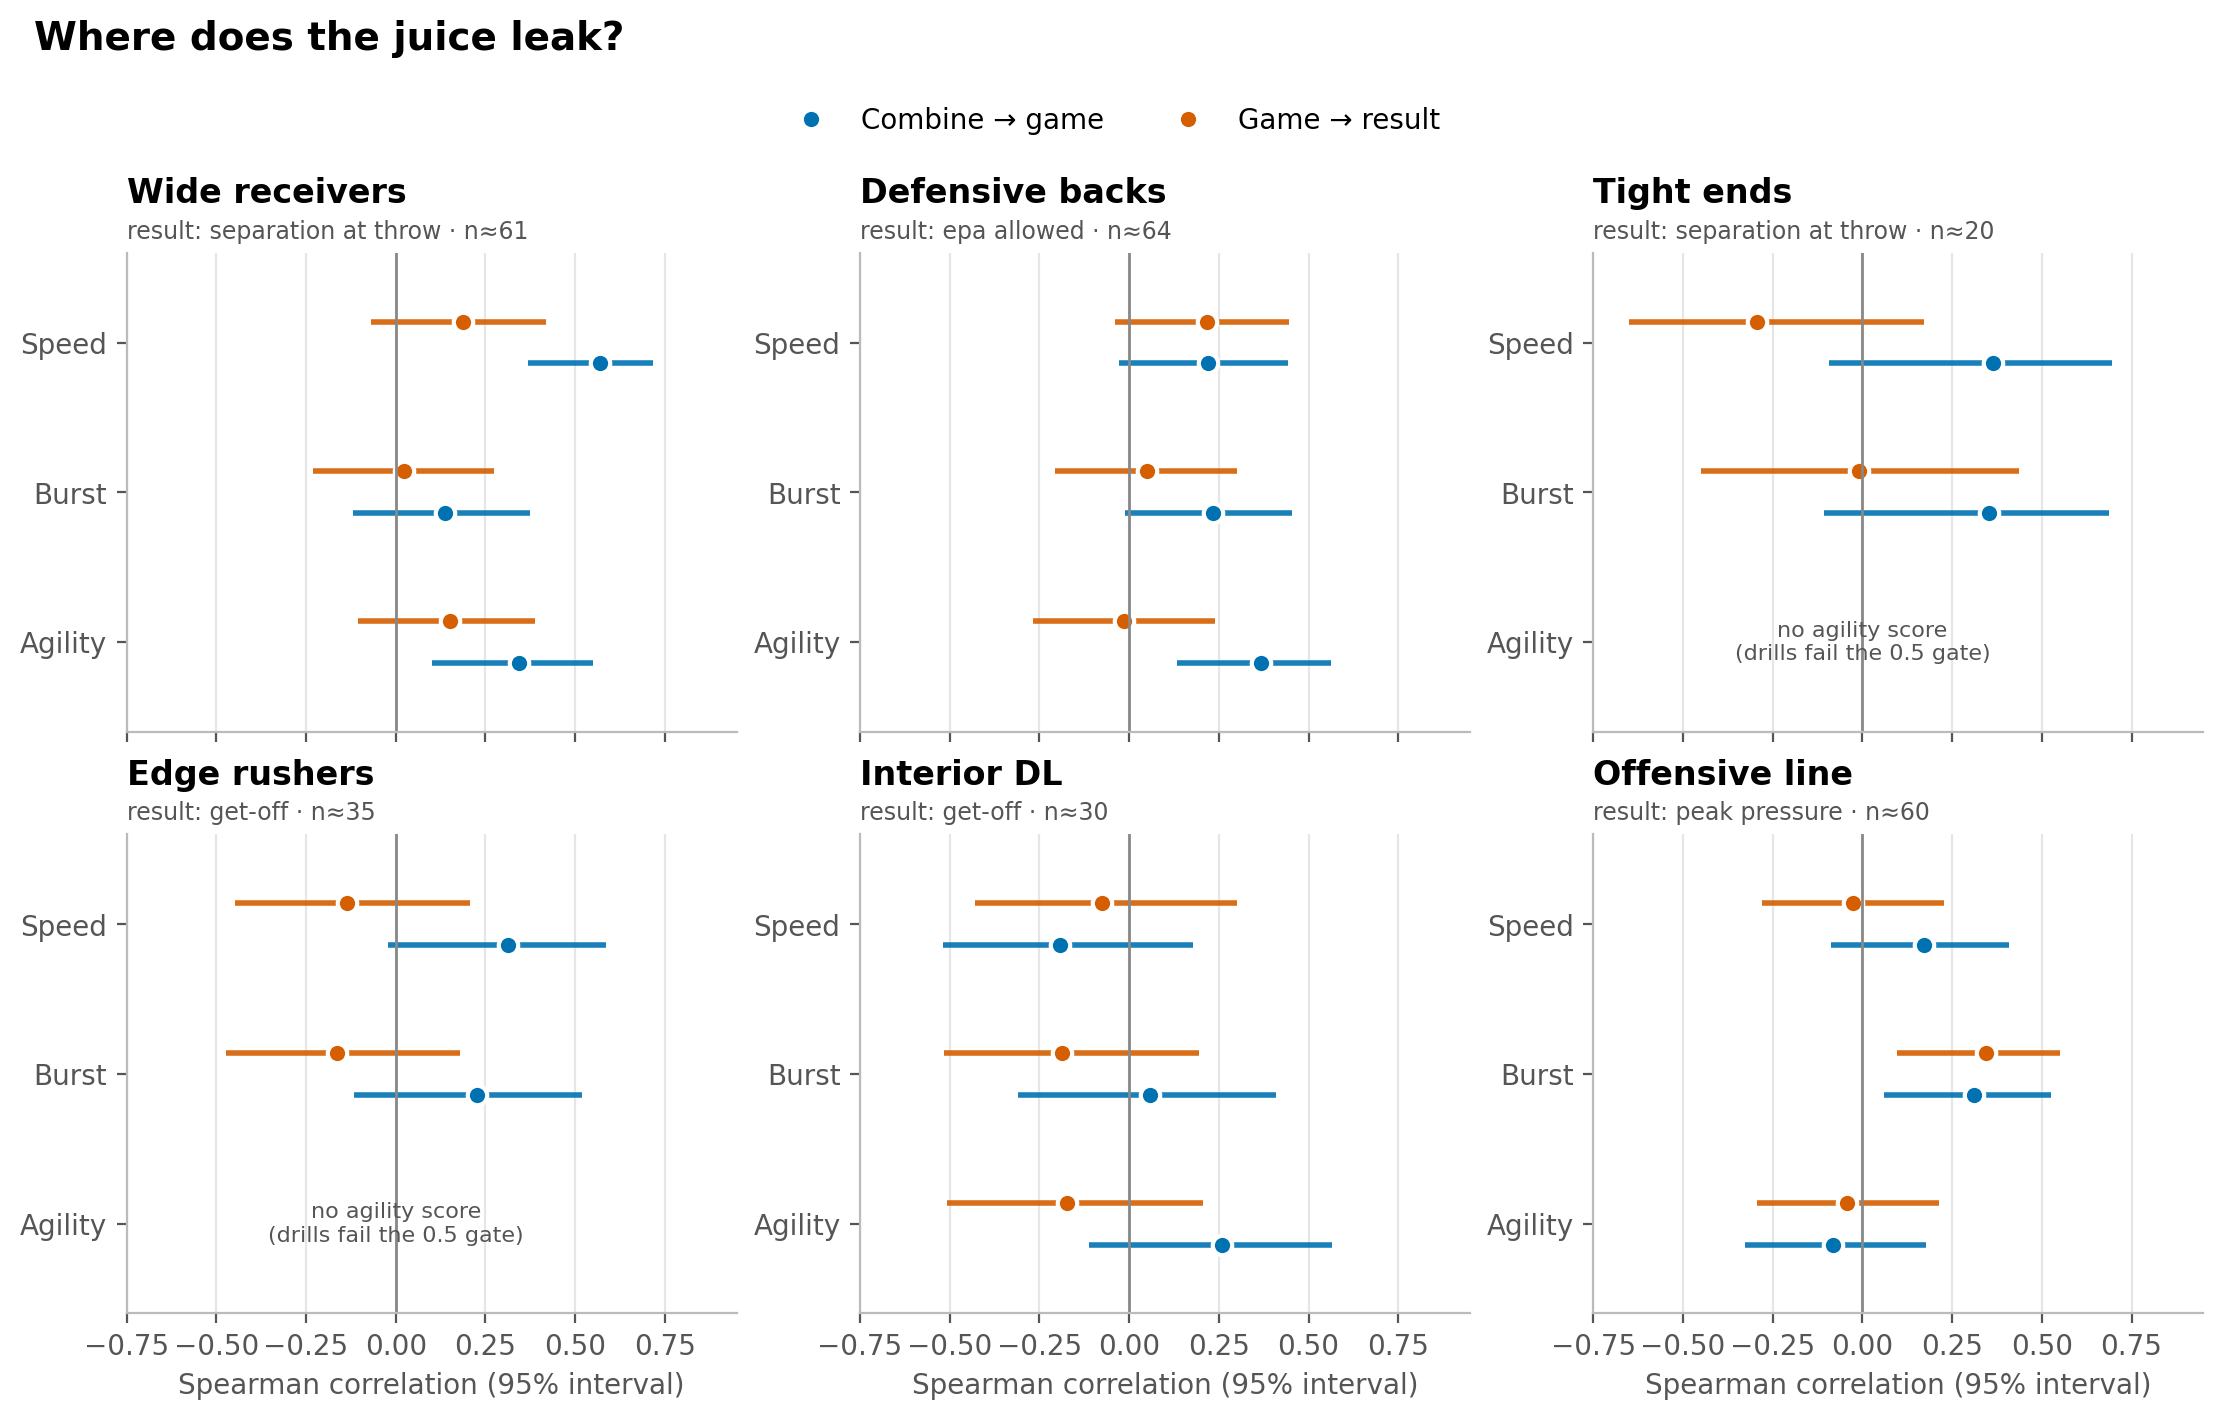 Where does the juice leak?
Combine → game
Game → result
Wide receivers
result: separation at throw · n≈61
Speed
Burst
Agility
Defensive backs
result: epa allowed · n≈64
Speed
Burst
Agility
Tight ends
result: separation at throw · n≈20
Speed
Burst
Agility
no agility score
(drills fail the 0.5 gate)
Edge rushers
result: get-off · n≈35
Speed
Burst
Agility
no agility score
(drills fail the 0.5 gate)
−0.75 −0.50 −0.25 0.00 0.25 0.50 0.75
Spearman correlation (95% interval)
Interior DL
result: get-off · n≈30
Speed
Burst
Agility
−0.75 −0.50 −0.25 0.00 0.25 0.50 0.75
Spearman correlation (95% interval)
Offensive line
result: peak pressure · n≈60
Speed
Burst
Agility
−0.75 −0.50 −0.25 0.00 0.25 0.50 0.75
Spearman correlation (95% interval)